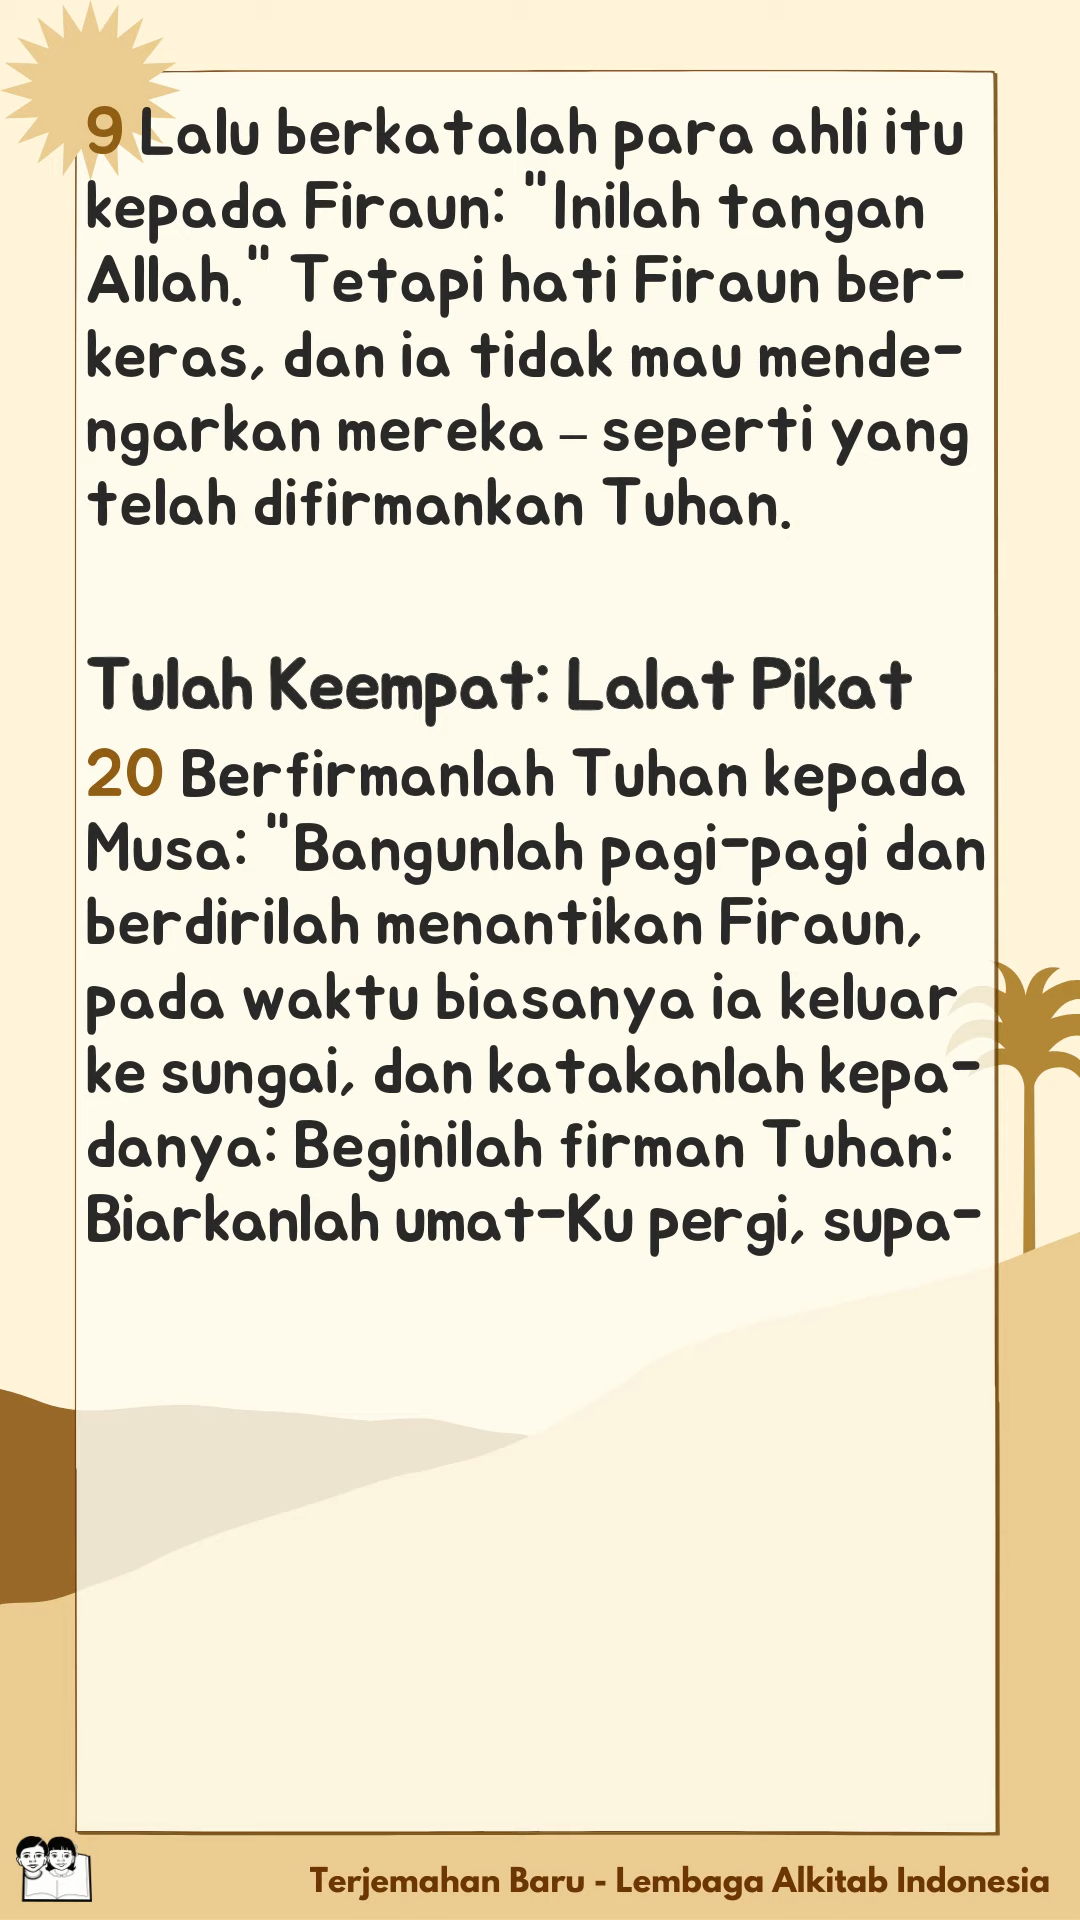 9 Lalu berkatalah para ahli itu
kepada Firaun: "Inilah tangan
Allah." Tetapi hati Firaun ber-
keras, dan ia tidak mau mende-
ngarkan mereka – seperti yang
telah difirmankan Tuhan.
Tulah Keempat: Lalat Pikat
20 Berfirmanlah Tuhan kepada
Musa: "Bangunlah pagi-pagi dan
berdirilah menantikan Firaun,
pada waktu biasanya ia keluar
ke sungai, dan katakanlah kepa-
danya: Beginilah firman Tuhan:
Biarkanlah umat-Ku pergi, supa-
Terjemahan Baru - Lembaga Alkitab Indonesia